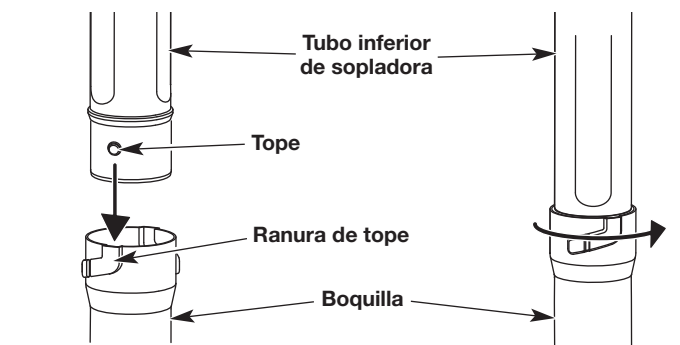 Tubo inferior
de sopladora
Tope
Ranura de tope
Boquilla